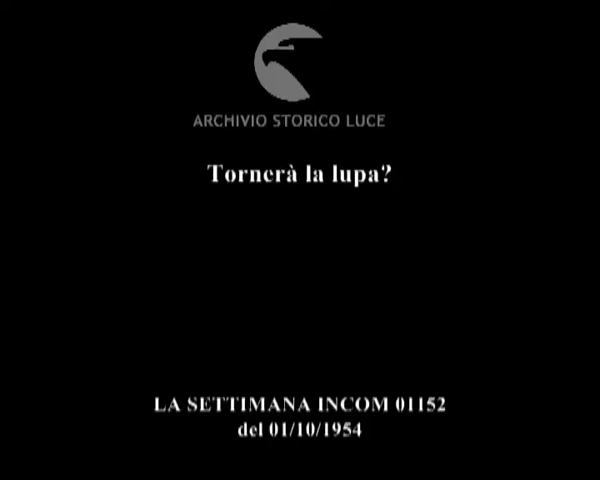 ARCHIVIO STORICO LUCE
Tornerà la lupa?
LA SETTIMANA INCOM 01152
del 01/10/1954